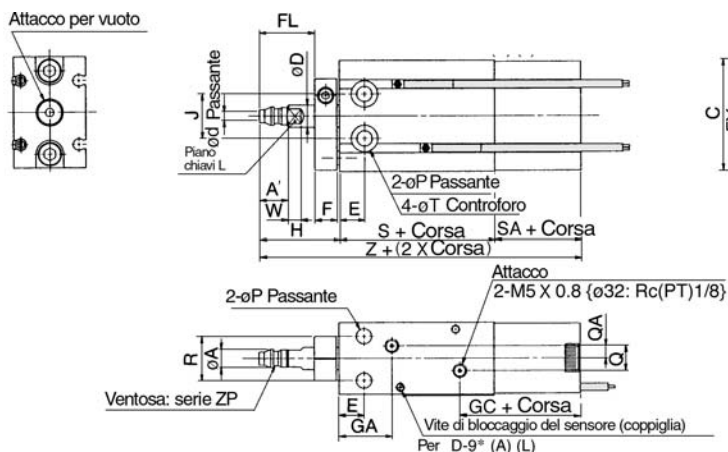 Attacco per vuoto
FL
øD
J
ød Passante
Piano
chiavi L
C
2-øP Passante
4-øT Controforo
A'
W
H
F
E
S + Corsa
SA + Corsa
Z + (2 X Corsa)
Attacco
2-M5 X 0.8 {ø32: Rc(PT)1/8}
2-øP Passante
QA
Q
R
øA
Ventosa: serie ZP
E
GA
GC + Corsa
Vite di bloccaggio del sensore (coppiglia)
Per D-9* (A) (L)